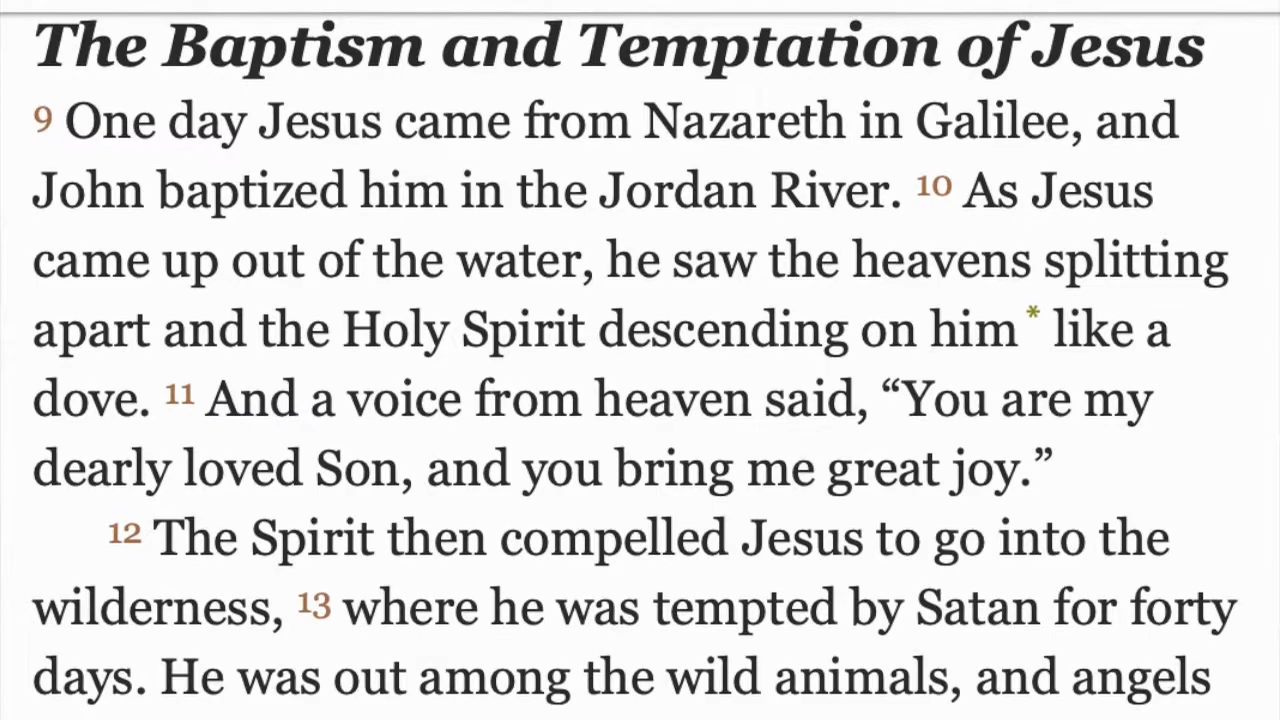 The Baptism and Temptation of Jesus
9 One day Jesus came from Nazareth in Galilee, and
John baptized him in the Jordan River. 10 As Jesus
came up out of the water, he saw the heavens splitting
apart and the Holy Spirit descending on him* like a
dove. 11 And a voice from heaven said, “You are my
dearly loved Son, and you bring me great joy.”
12 The Spirit then compelled Jesus to go into the
wilderness, 13 where he was tempted by Satan for forty
days. He was out among the wild animals, and angels